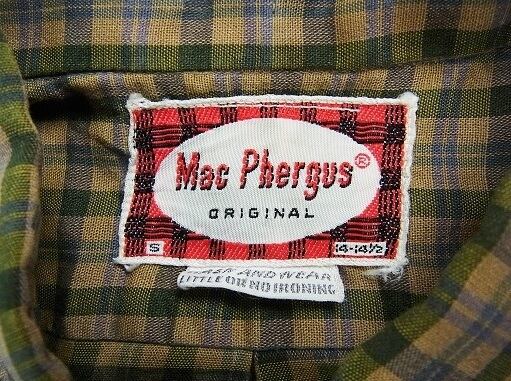 Mac Phergus®
ORIGINAL
S 14-14½
WASH AND WEAR
LITTLE OR NO IRONING